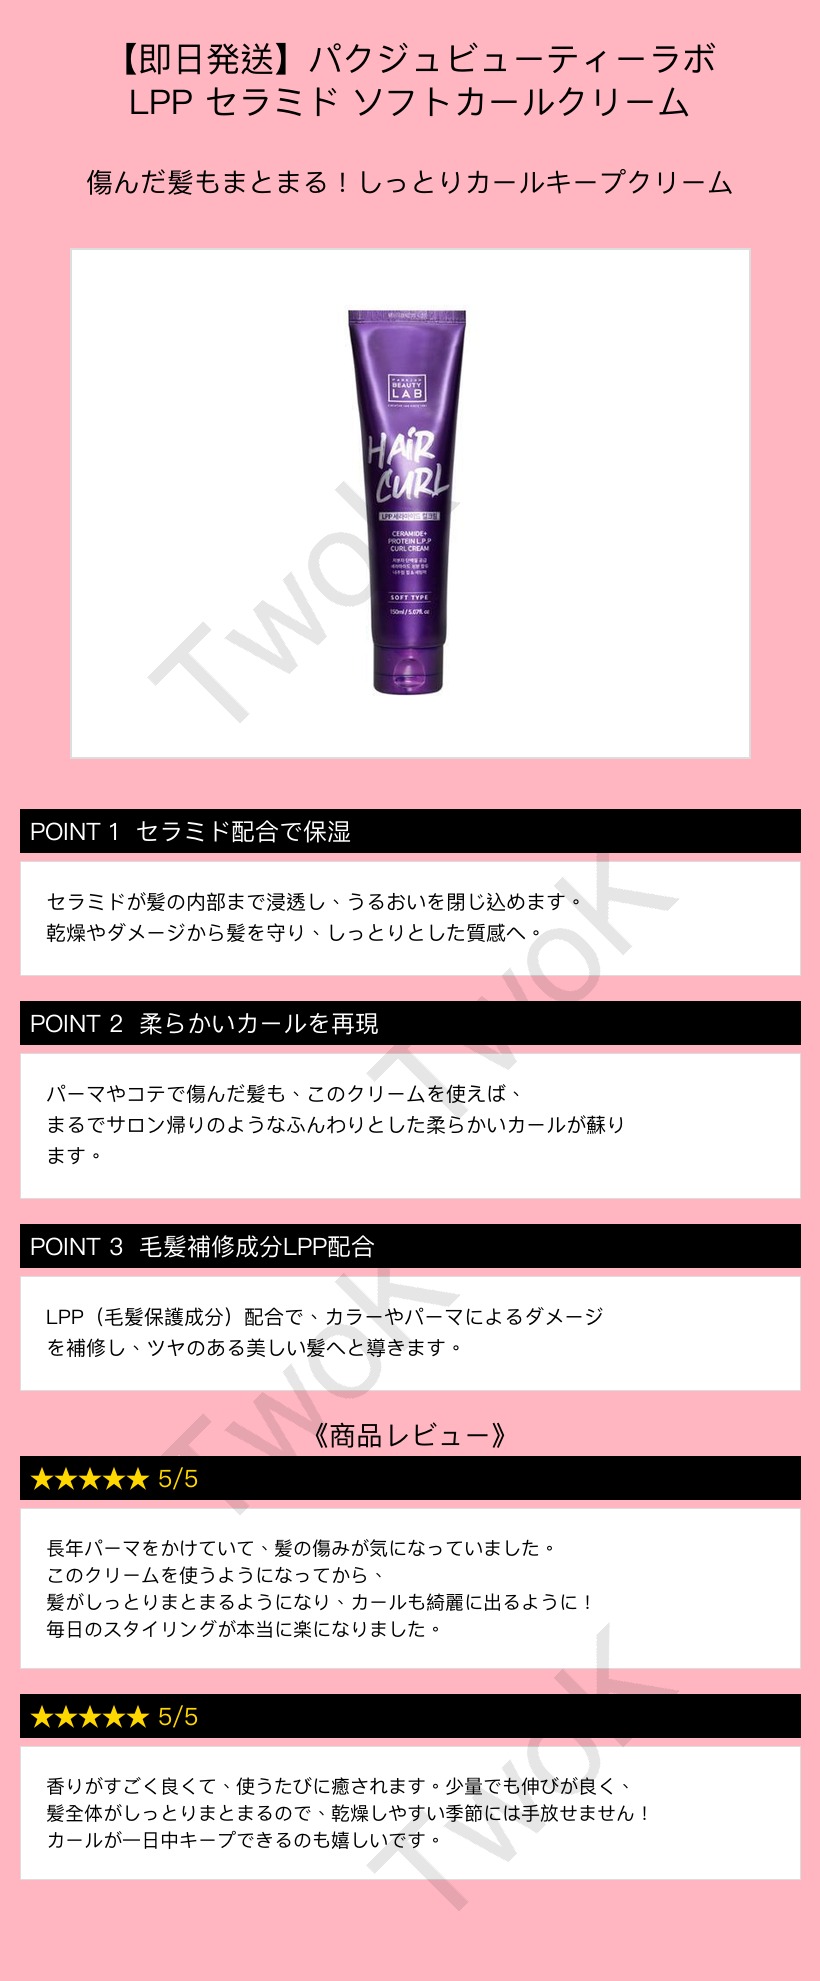 【即日発送】パクジュビューティーラボ
LPP セラミド ソフトカールクリーム
傷んだ髪もまとまる！しっとりカールキープクリーム
BEAUTY
LAB
HAIR
CURL
LPP 세라마이드 컬크림
CERAMIDE+
PROTEIN L.P.P
CURL CREAM
SOFT TYPE
150ml / 5.07fl. oz
TwoK
POINT 1 セラミド配合で保湿
セラミドが髪の内部まで浸透し、うるおいを閉じ込めます。
乾燥やダメージから髪を守り、しっとりとした質感へ。
TwoK
POINT 2 柔らかいカールを再現
パーマやコテで傷んだ髪も、このクリームを使えば、
まるでサロン帰りのようなふんわりとした柔らかいカールが蘇り
ます。
POINT 3 毛髪補修成分LPP配合
LPP（毛髪保護成分）配合で、カラーやパーマによるダメージ
を補修し、ツヤのある美しい髪へと導きます。
TwoK
《商品レビュー》
★★★★★ 5/5
長年パーマをかけていて、髪の傷みが気になっていました。
このクリームを使うようになってから、
髪がしっとりまとまるようになり、カールも綺麗に出るように！
毎日のスタイリングが本当に楽になりました。
★★★★★ 5/5
香りがすごく良くて、使うたびに癒されます。少量でも伸びが良く、
髪全体がしっとりまとまるので、乾燥しやすい季節には手放せません！
カールが一日中キープできるのも嬉しいです。
TwoK